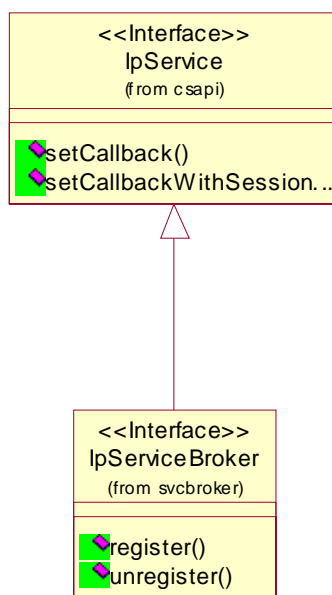 <<Interface>>
IpService
(from csapi)
setCallback()
setCallbackWithSession...
<<Interface>>
IpServiceBroker
(from svcbroker)
register()
unregister()